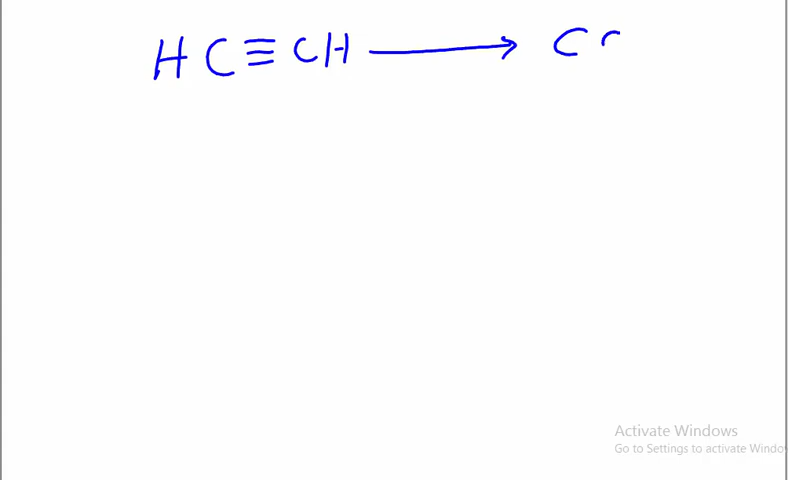 HC≡CH ⟶ C
Activate Windows
Go to Settings to activate Windo